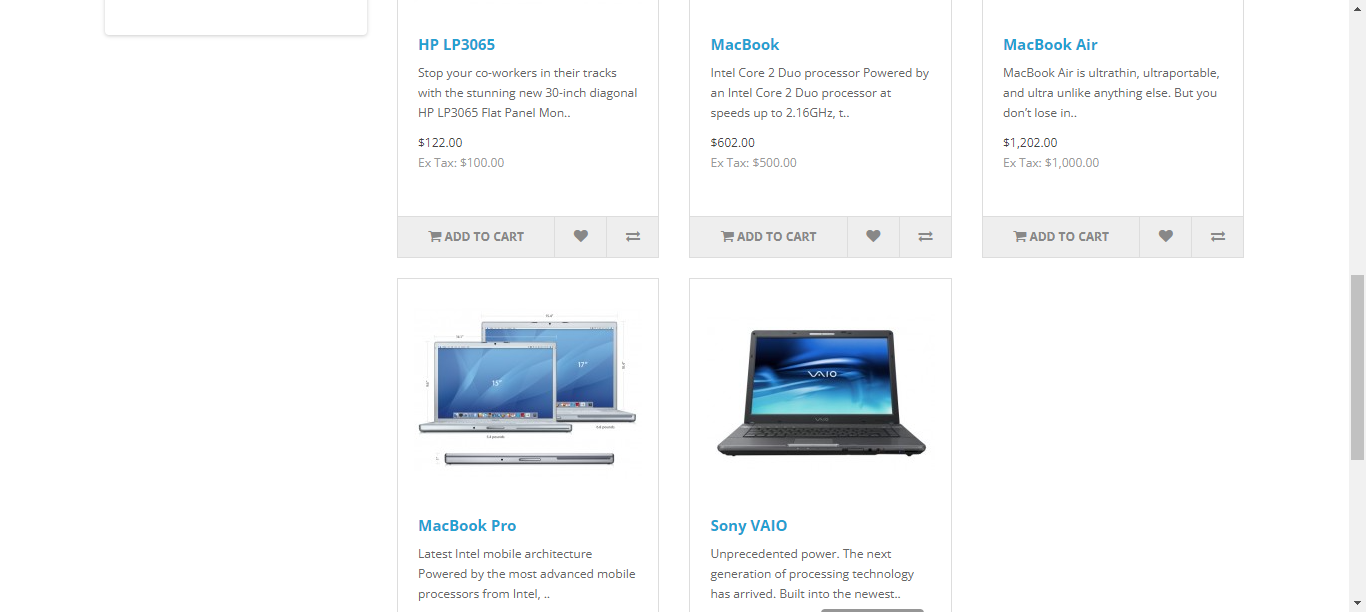 HP LP3065
Stop your co-workers in their tracks
with the stunning new 30-inch diagonal
HP LP3065 Flat Panel Mon..
$122.00
Ex Tax: $100.00
ADD TO CART
MacBook
Intel Core 2 Duo processor Powered by
an Intel Core 2 Duo processor at
speeds up to 2.16GHz, t..
$602.00
Ex Tax: $500.00
ADD TO CART
MacBook Air
MacBook Air is ultrathin, ultraportable,
and ultra unlike anything else. But you
don’t lose in..
$1,202.00
Ex Tax: $1,000.00
ADD TO CART
17"
15"
MacBook Pro
Latest Intel mobile architecture
Powered by the most advanced mobile
processors from Intel, ..
VAIO
Sony VAIO
Unprecedented power. The next
generation of processing technology
has arrived. Built into the newest..